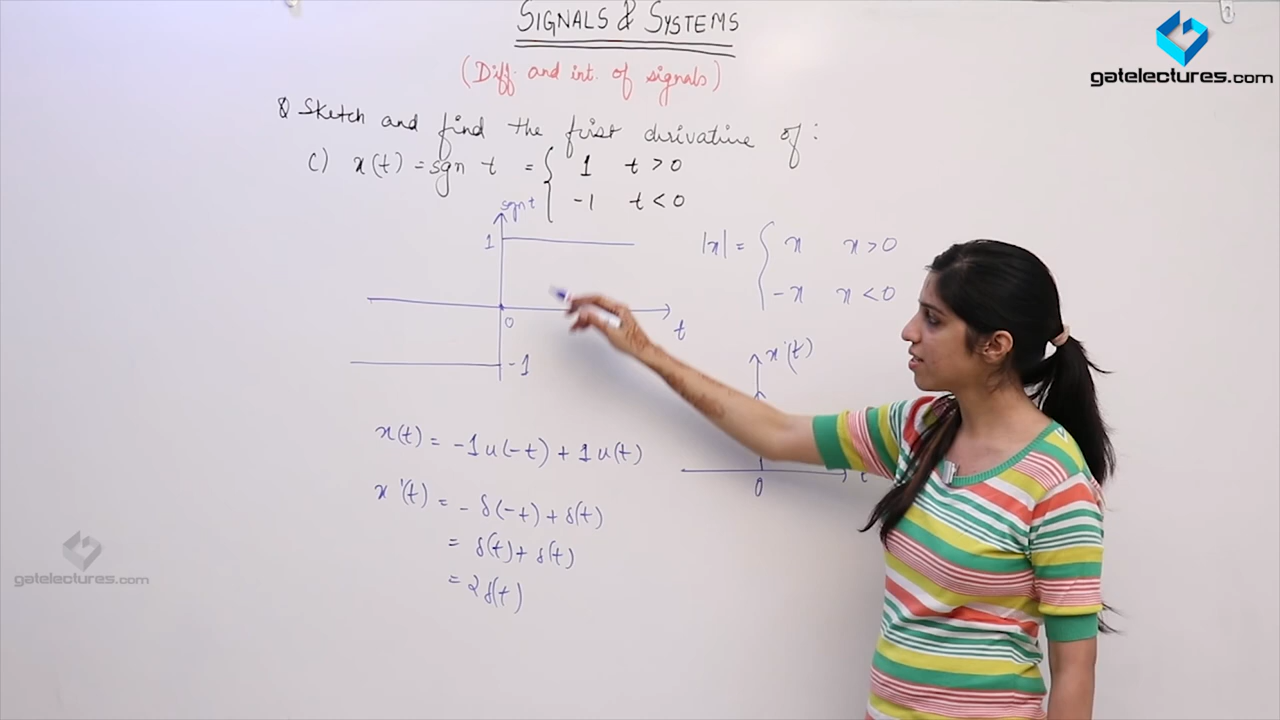 SIGNALS & SYSTEMS
gatelectures.com
(Diff. and int. of signals)
Q Sketch and find the first derivative of:
c) x(t) = sgn t = { 1 t > 0
-1 t < 0
sgn t
1
0
t
-1
|x| = { x x > 0
-x x < 0
x'(t)
0
t
x(t) = -1 u(-t) + 1 u(t)
x'(t) = - δ(-t) + δ(t)
= δ(t) + δ(t)
= 2δ(t)
gatelectures.com